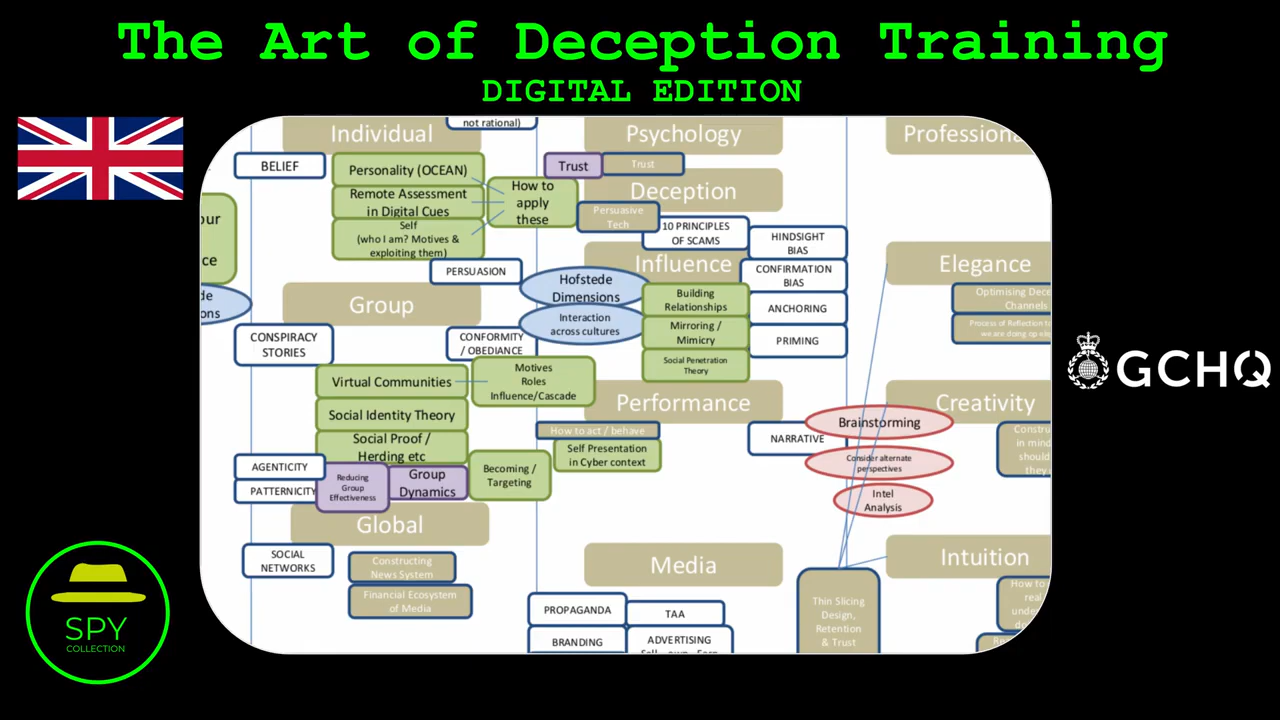 The Art of Deception Training
DIGITAL EDITION
not rational)
Individual
Psychology
BELIEF
Personality (OCEAN)
Trust
Trust
How to
apply
these
Remote Assessment
in Digital Cues
Deception
Persuasive
Tech
Self
(who I am? Motives &
exploiting them)
10 PRINCIPLES
OF SCAMS
HINDSIGHT
BIAS
PERSUASION
Influence
CONFIRMATION
BIAS
Elegance
Hofstede
Dimensions
Building
Relationships
Channels
Group
ANCHORING
Interaction
across cultures
Mirroring /
Mimicry
CONSPIRACY
STORIES
CONFORMITY
/ OBEDIANCE
PRIMING
Social Penetration
Theory
Motives
Roles
Influence/Cascade
Virtual Communities
GCHQ
Performance
Creativity
Social Identity Theory
Brainstorming
How to act / behave
NARRATIVE
Social Proof /
Herding etc
Self Presentation
in Cyber context
Consider alternate
perspectives
AGENTICITY
PATTERNICITY
Reducing
Group
Effectiveness
Group
Dynamics
Becoming /
Targeting
Intel
Analysis
Global
SOCIAL
NETWORKS
Constructing
News System
Media
Intuition
Financial Ecosystem
of Media
PROPAGANDA
TAA
Thin Slicing
Design,
Retention
& Trust
BRANDING
ADVERTISING
SPY
COLLECTION